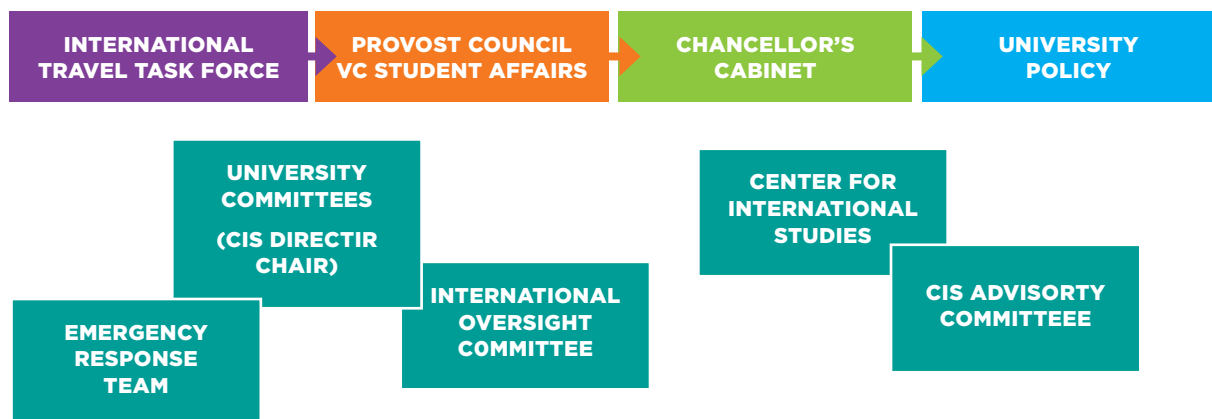 INTERNATIONAL
TRAVEL TASK FORCE
PROVOST COUNCIL
VC STUDENT AFFAIRS
CHANCELLOR’S
CABINET
UNIVERSITY
POLICY
UNIVERSITY
COMMITTEES
(CIS DIRECTIR
CHAIR)
EMERGENCY
RESPONSE
TEAM
INTERNATIONAL
OVERSIGHT
C0MMITTEE
CENTER FOR
INTERNATIONAL
STUDIES
CIS ADVISORTY
COMMITTEEE